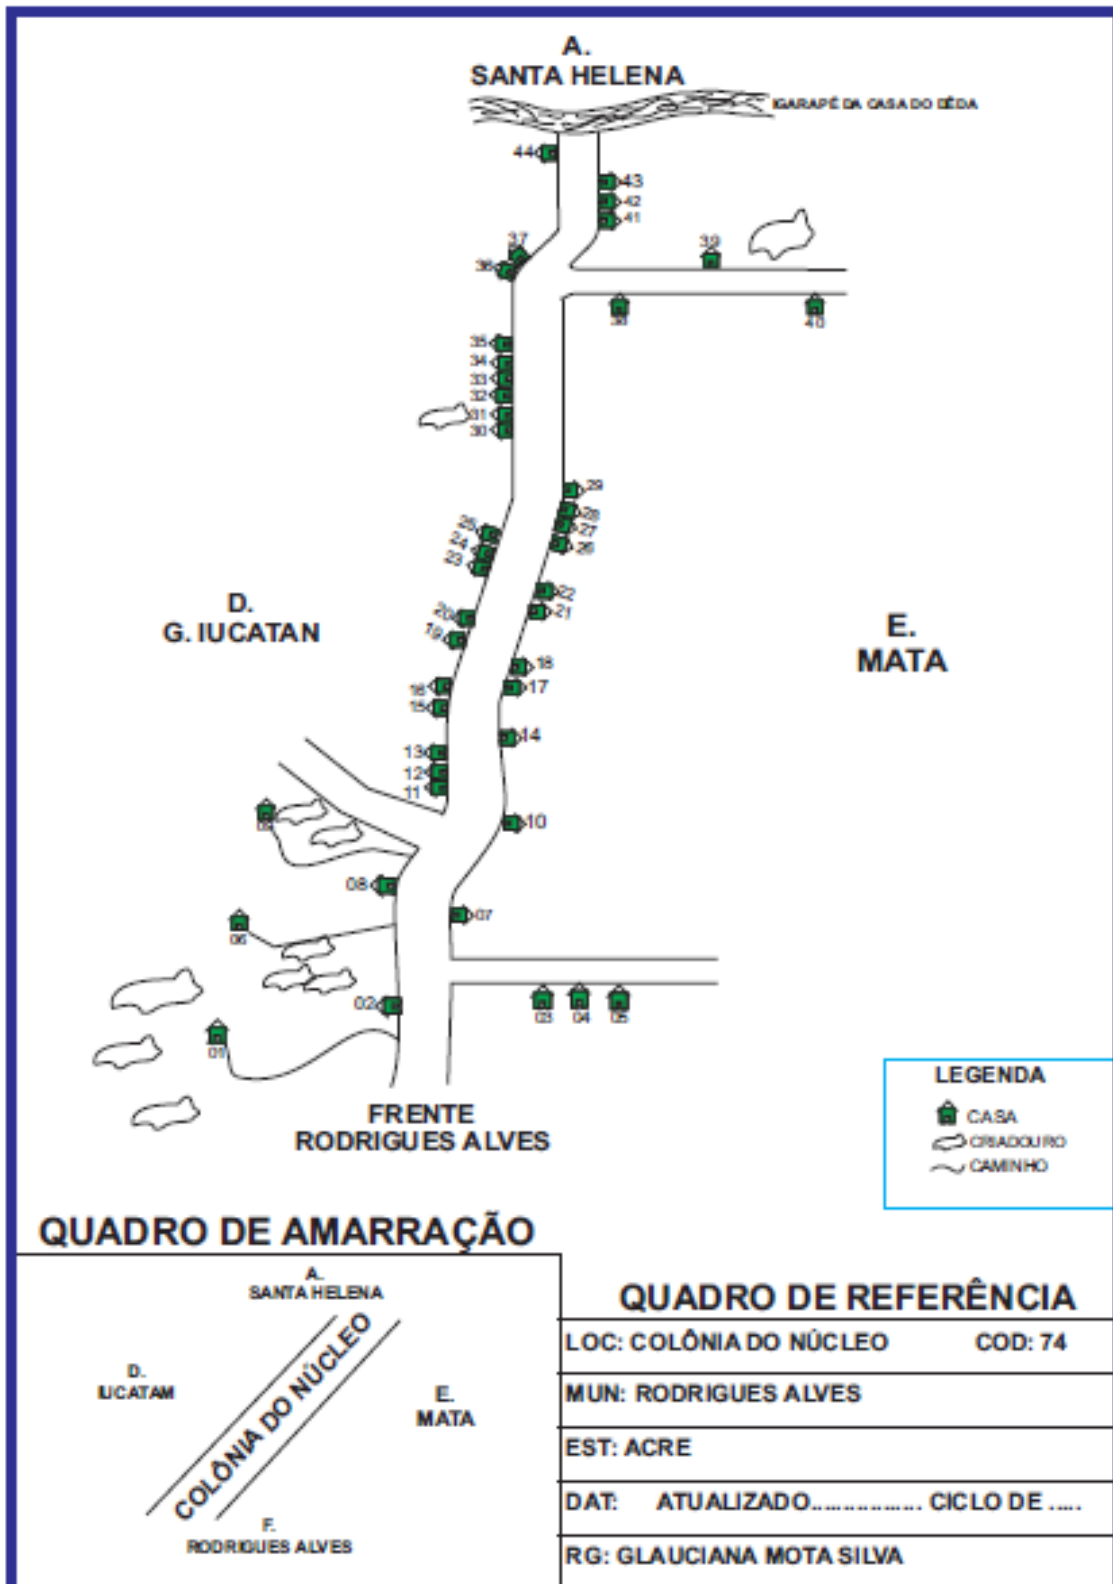 A.
SANTA HELENA
IGARAPÉ DA CASA DO DÊDA
44
43
42
41
37
36
39
38
40
35
34
33
32
31
30
29
28
27
26
25
24
23
22
21
20
19
D.
G. IUCATAN
E.
MATA
18
17
16
15
14
13
12
11
10
09
08
07
06
02
03
04
05
01
FRENTE
RODRIGUES ALVES
LEGENDA
CASA
CRIADOURO
CAMINHO
QUADRO DE AMARRAÇÃO
A.
SANTA HELENA
D.
IUCATAM
COLÔNIA DO NÚCLEO
E.
MATA
F.
RODRIGUES ALVES
QUADRO DE REFERÊNCIA
LOC: COLÔNIA DO NÚCLEO COD: 74
MUN: RODRIGUES ALVES
EST: ACRE
DAT: ATUALIZADO................ CICLO DE .....
RG: GLAUCIANA MOTA SILVA